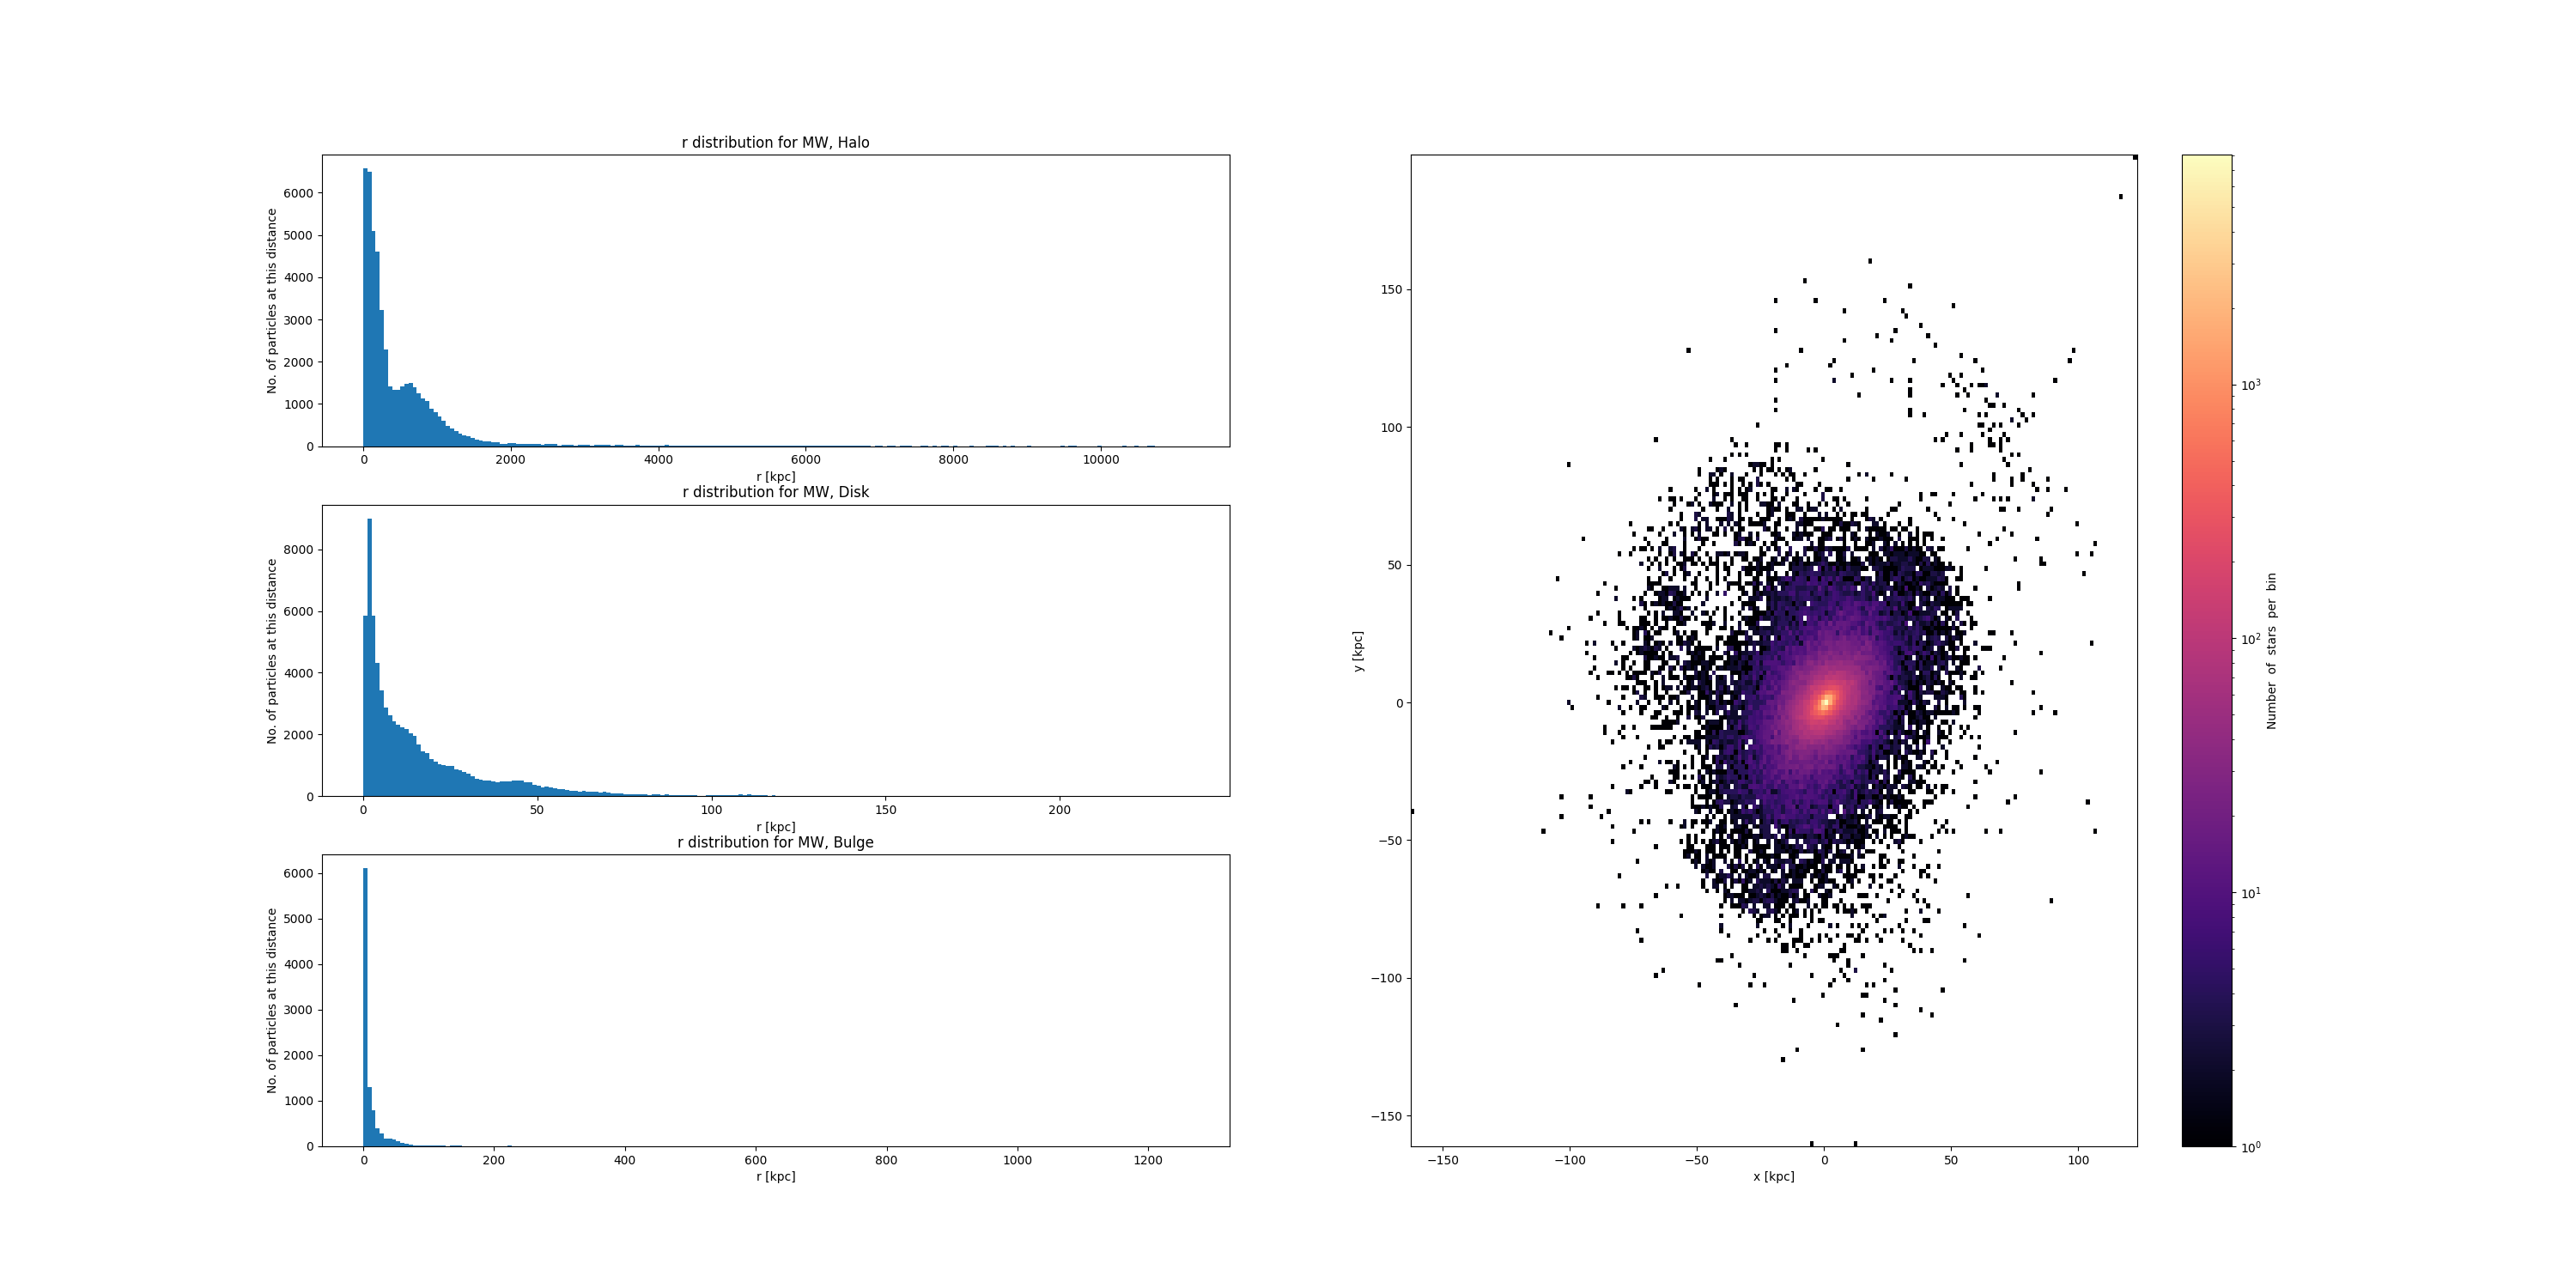 r distribution for MW, Halo
No. of particles at this distance
6000
5000
4000
3000
2000
1000
0
0 2000 4000 6000 8000 10000
r [kpc]
r distribution for MW, Disk
No. of particles at this distance
8000
6000
4000
2000
0
0 50 100 150 200
r [kpc]
r distribution for MW, Bulge
No. of particles at this distance
6000
5000
4000
3000
2000
1000
0
0 200 400 600 800 1000 1200
r [kpc]
y [kpc]
150
100
50
0
−50
−100
−150
−150 −100 −50 0 50 100
x [kpc]
10³
10²
10¹
10⁰
Number of stars per bin